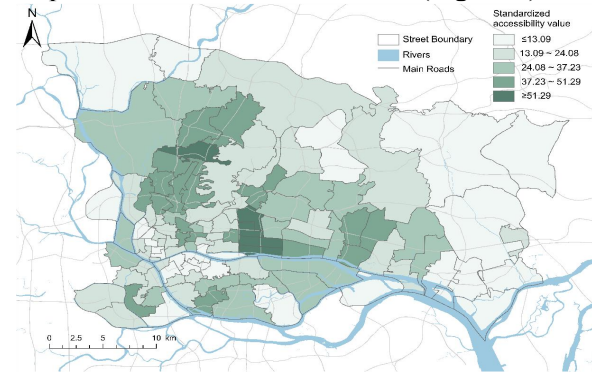 N
Street Boundary
Rivers
Main Roads
Standardized
accessibility value
≤13.09
13.09 ~ 24.08
24.08 ~ 37.23
37.23 ~ 51.29
≥51.29
0 2.5 5 10 km